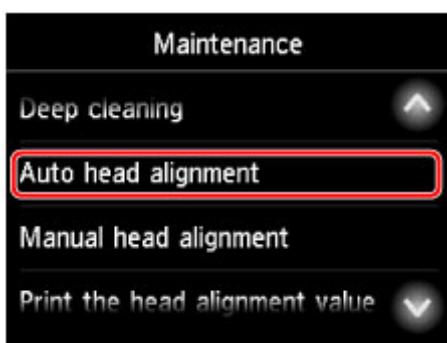 Maintenance
Deep cleaning
Auto head alignment
Manual head alignment
Print the head alignment value